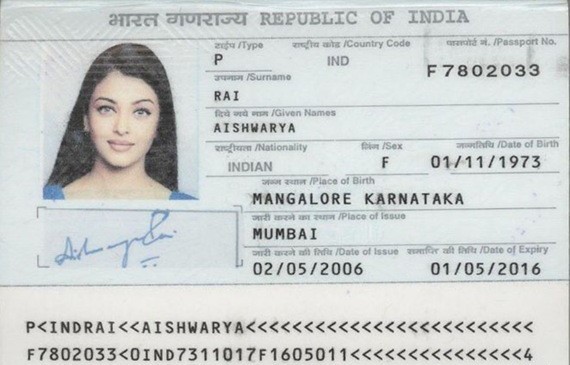 भारत गणराज्य REPUBLIC OF INDIA
टाईप /Type राष्ट्रीय कोड /Country Code पासपोर्ट नं. /Passport No.
P IND F7802033
उपनाम /Surname
RAI
दिये गये नाम /Given Names
AISHWARYA
राष्ट्रीयता /Nationality लिंग /Sex जन्मतिथि /Date of Birth
INDIAN F 01/11/1973
जन्म स्थान /Place of Birth
MANGALORE KARNATAKA
जारी करने का स्थान /Place of Issue
MUMBAI
जारी करने की तिथि /Date of Issue समाप्ति की तिथि /Date of Expiry
02/05/2006 01/05/2016
Aishwarya Rai
P<INDRAI<<AISHWARYA<<<<<<<<<<<<<<<<<<<<<<<<<
F7802033<0IND7311017F1605011<<<<<<<<<<<<<<4